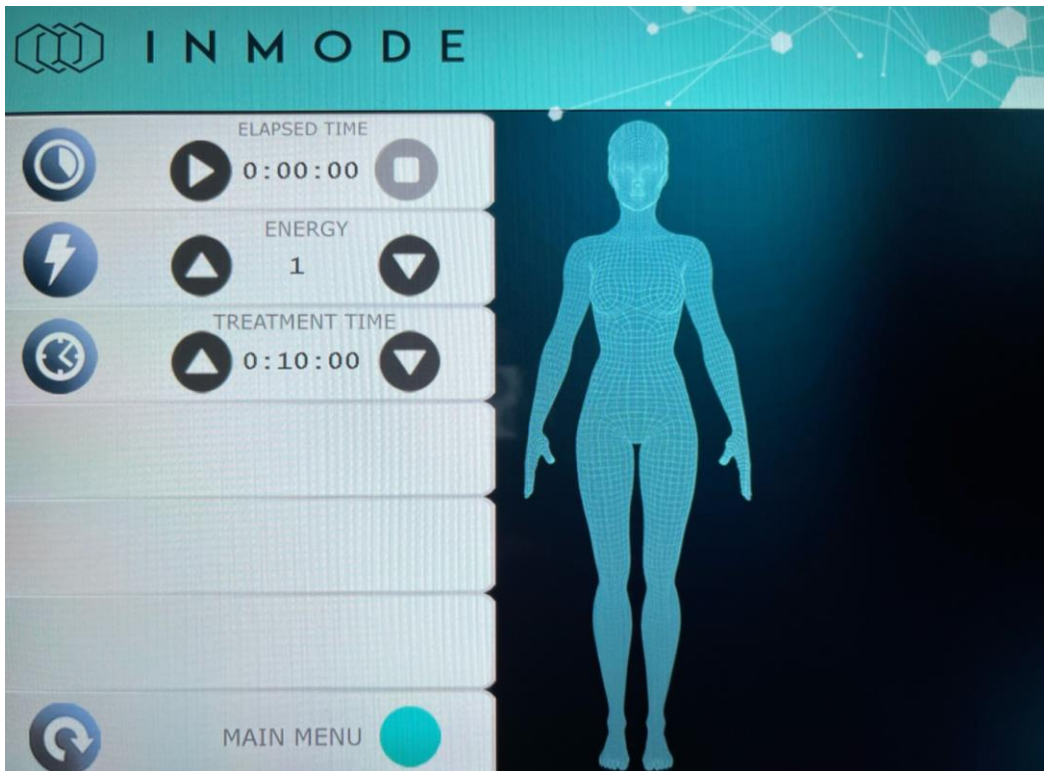 INMODE
ELAPSED TIME
0:00:00
ENERGY
1
TREATMENT TIME
0:10:00
MAIN MENU